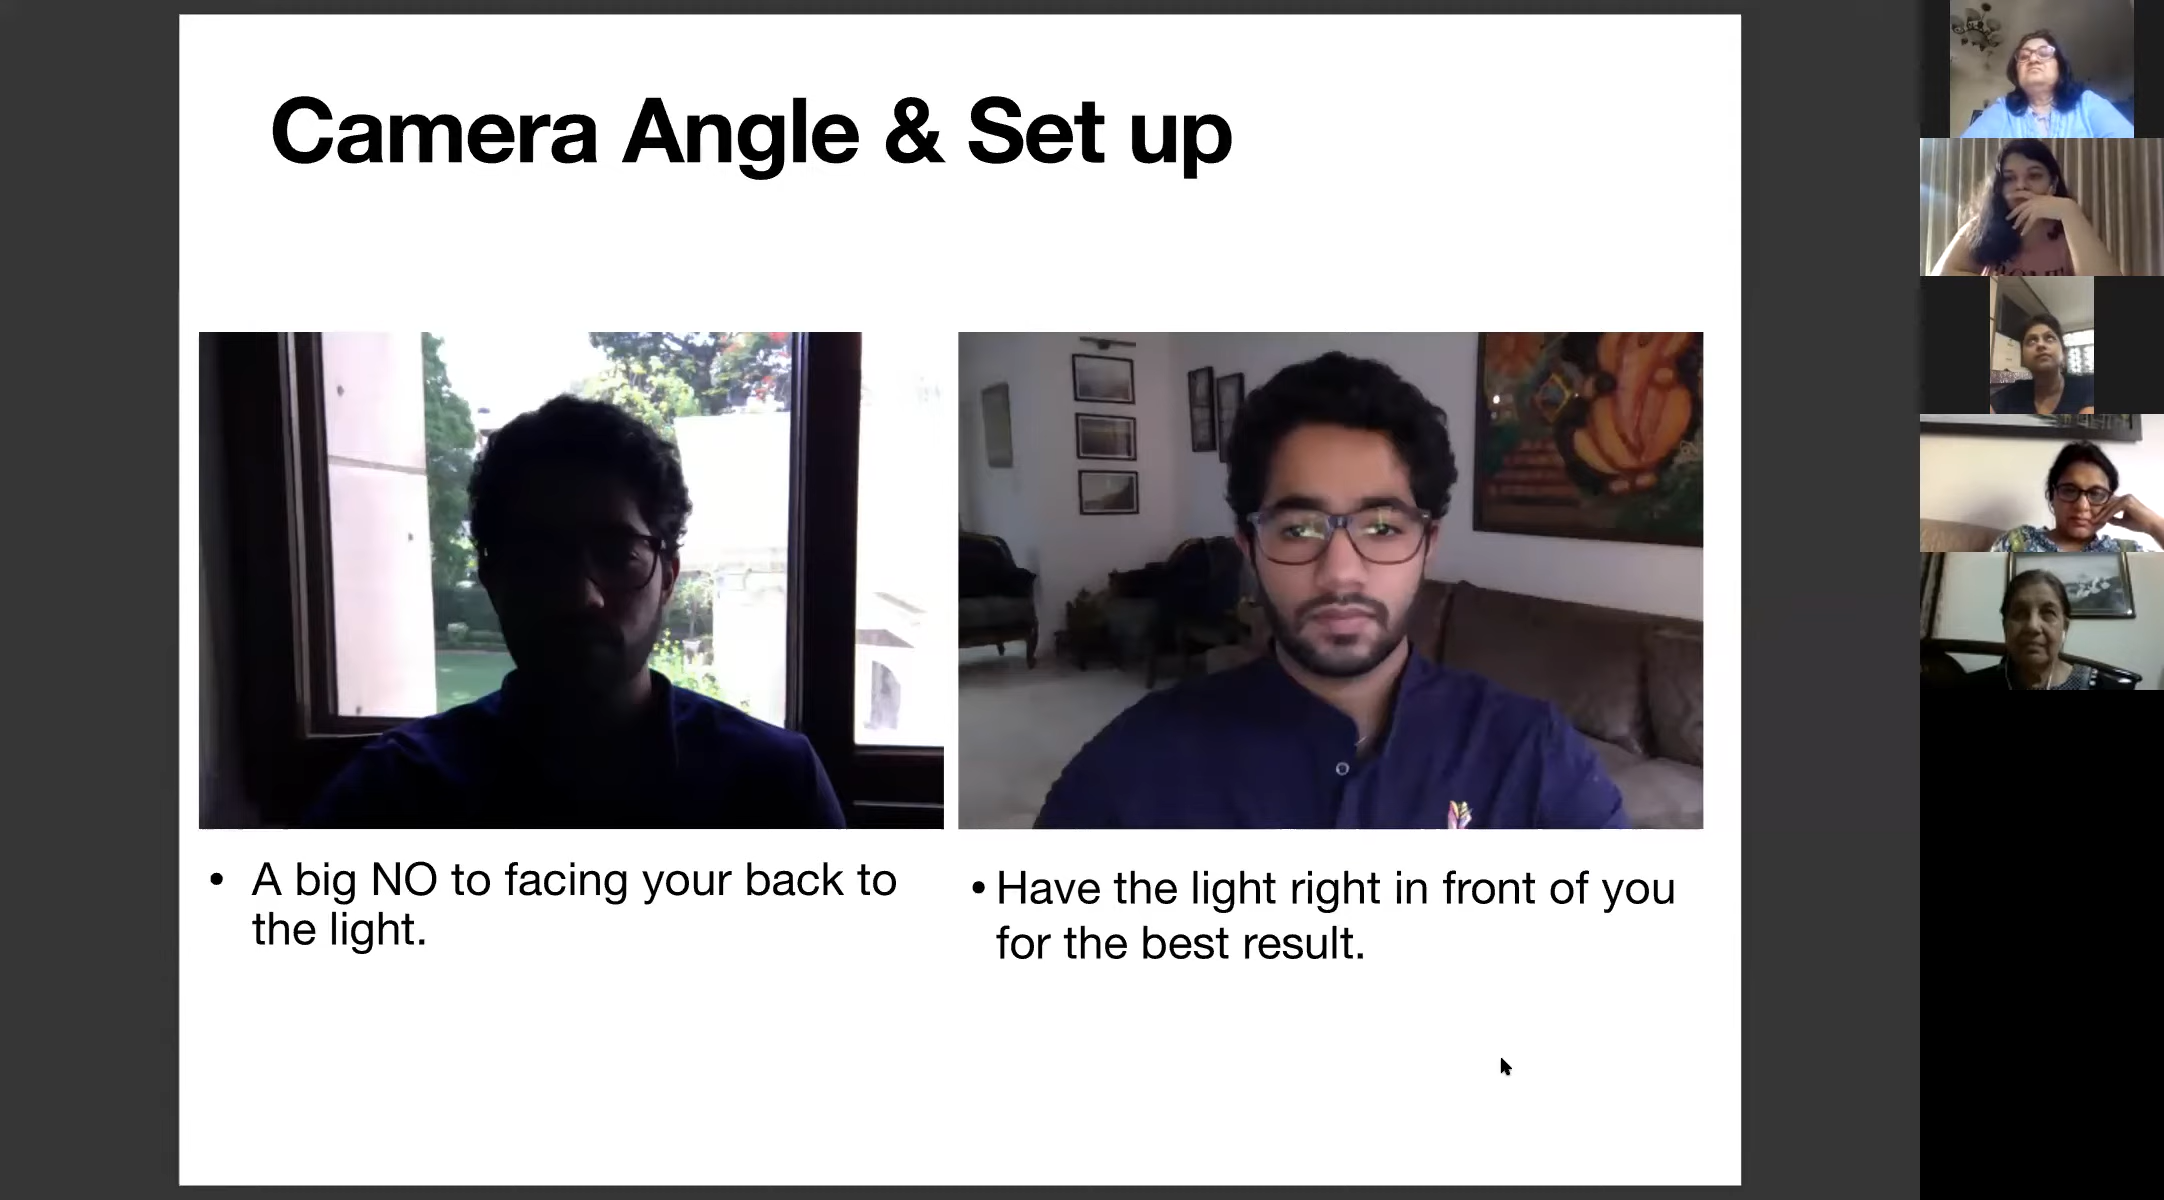 Camera Angle & Set up
• A big NO to facing your back to
the light.
• Have the light right in front of you
for the best result.